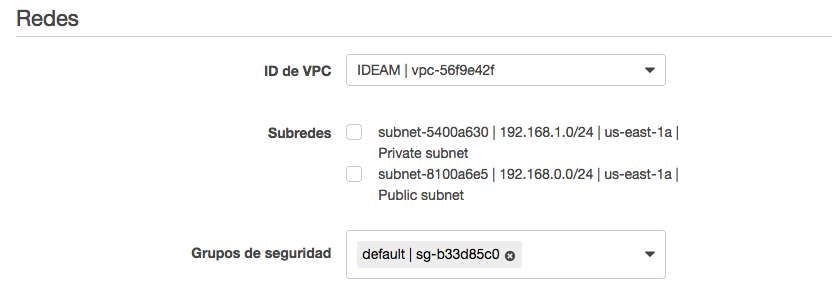 Redes
ID de VPC
IDEAM | vpc-56f9e42f
Subredes
subnet-5400a630 | 192.168.1.0/24 | us-east-1a |
Private subnet
subnet-8100a6e5 | 192.168.0.0/24 | us-east-1a |
Public subnet
Grupos de seguridad
default | sg-b33d85c0